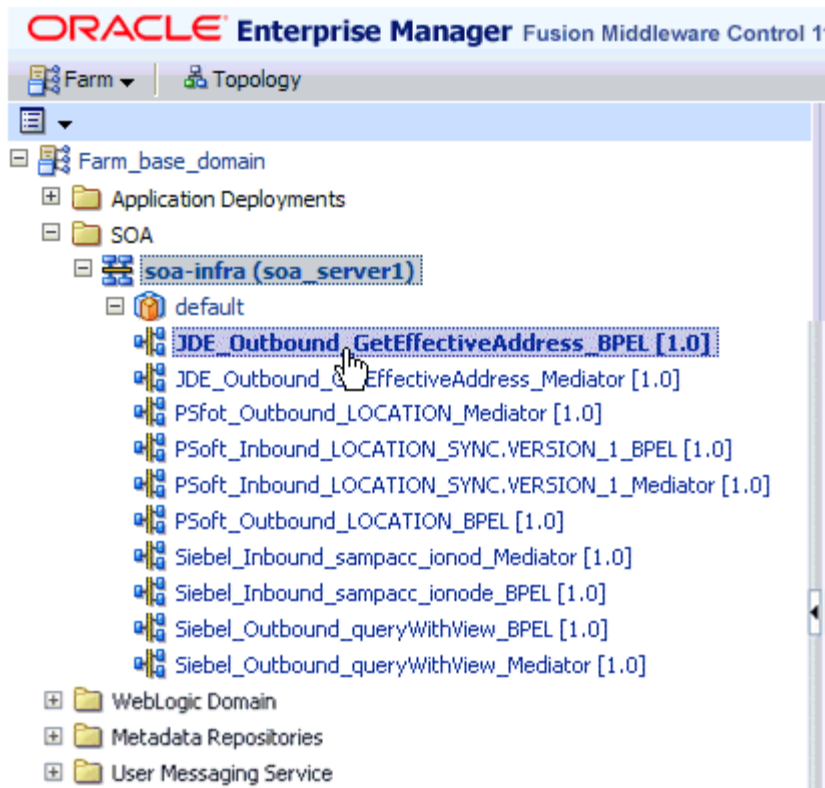 ORACLE Enterprise Manager Fusion Middleware Control 1
Farm Topology
Farm_base_domain
Application Deployments
SOA
soa-infra (soa_server1)
default
JDE_Outbound_GetEffectiveAddress_BPEL [1.0]
JDE_Outbound_ EffectiveAddress_Mediator [1.0]
PSfot_Outbound_LOCATION_Mediator [1.0]
PSoft_Inbound_LOCATION_SYNC.VERSION_1_BPEL [1.0]
PSoft_Inbound_LOCATION_SYNC.VERSION_1_Mediator [1.0]
PSoft_Outbound_LOCATION_BPEL [1.0]
Siebel_Inbound_sampacc_ionod_Mediator [1.0]
Siebel_Inbound_sampacc_ionode_BPEL [1.0]
Siebel_Outbound_queryWithView_BPEL [1.0]
Siebel_Outbound_queryWithView_Mediator [1.0]
WebLogic Domain
Metadata Repositories
User Messaging Service